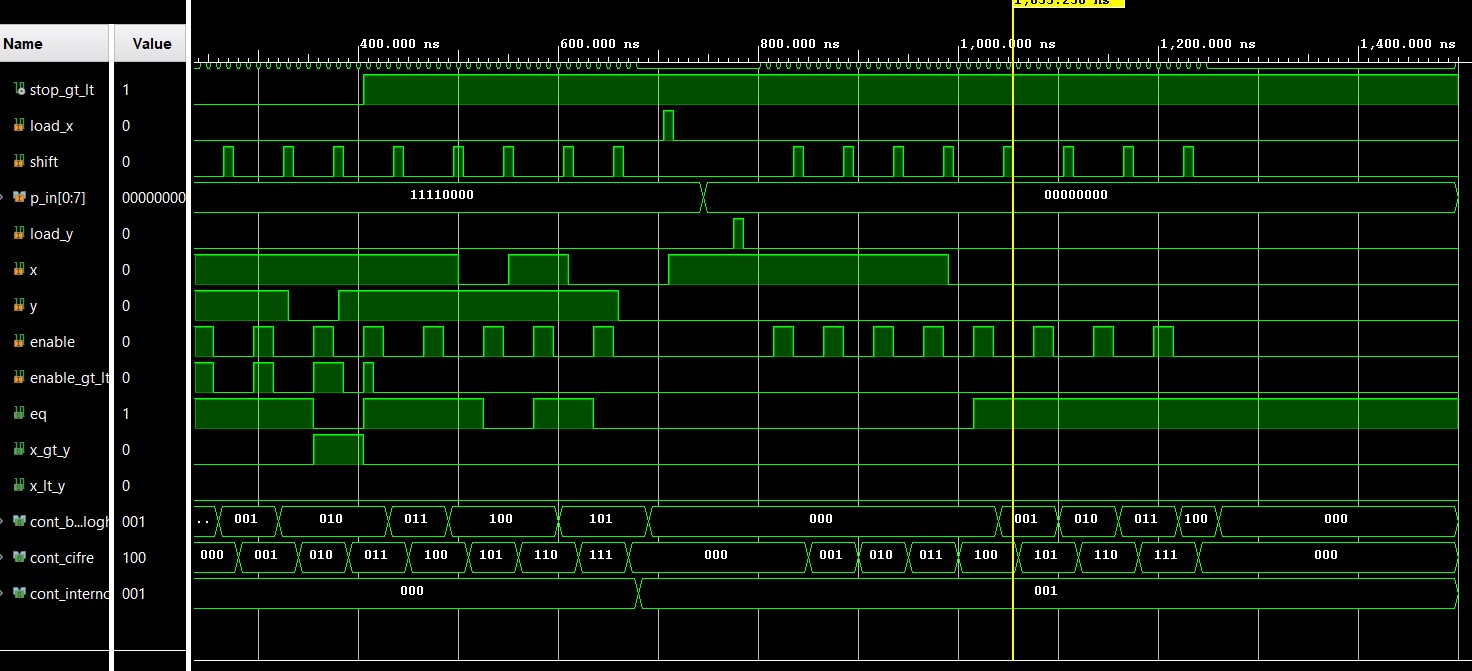 Name Value 400.000 ns 600.000 ns 800.000 ns 1,000.000 ns 1,200.000 ns 1,400.000 ns
stop_gt_lt 1
load_x 0
shift 0
p_in[0:7] 00000000 11110000 00000000
load_y 0
x 0
y 0
enable 0
enable_gt_lt 0
eq 1
x_gt_y 0
x_lt_y 0
cont_b...logh 001 .. 001 010 011 100 101 000 001 010 011 100 000
cont_cifre 100 000 001 010 011 100 101 110 111 000 001 010 011 100 101 110 111 000
cont_interno 001 000 001